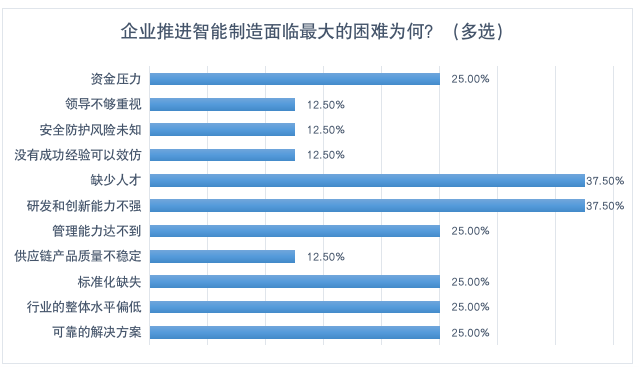 企业推进智能制造面临最大的困难为何？（多选）
资金压力 25.00%
领导不够重视 12.50%
安全防护风险未知 12.50%
没有成功经验可以效仿 12.50%
缺少人才 37.50%
研发和创新能力不强 37.50%
管理能力达不到 25.00%
供应链产品质量不稳定 12.50%
标准化缺失 25.00%
行业的整体水平偏低 25.00%
可靠的解决方案 25.00%